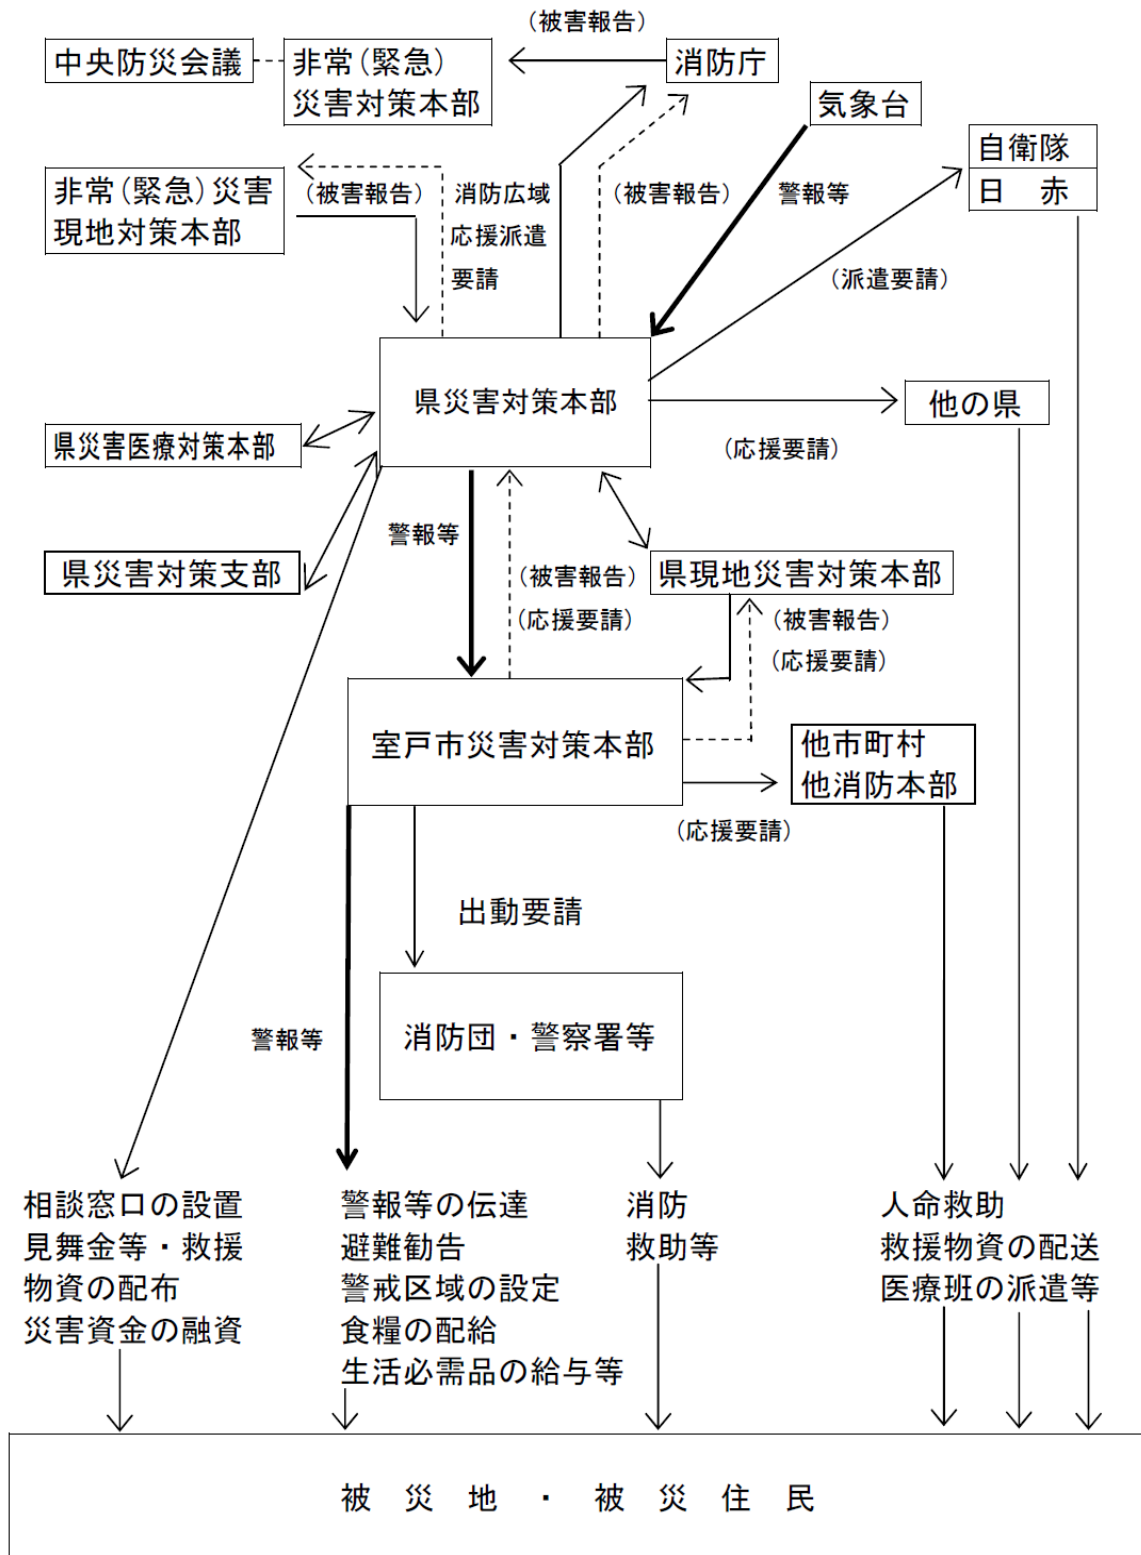 (被害報告)
中央防災会議
非常(緊急)
災害対策本部
消防庁
気象台
自衛隊
日 赤
非常(緊急)災害
現地対策本部
(被害報告)
消防広域
応援派遣
要請
(被害報告)
警報等
(派遣要請)
県災害対策本部
他の県
県災害医療対策本部
(応援要請)
警報等
県災害対策支部
(被害報告)
(応援要請)
県現地災害対策本部
(被害報告)
(応援要請)
室戸市災害対策本部
他市町村
他消防本部
(応援要請)
出動要請
消防団・警察署等
警報等
相談窓口の設置
見舞金等・救援
物資の配布
災害資金の融資
警報等の伝達
避難勧告
警戒区域の設定
食糧の配給
生活必需品の給与等
消防
救助等
人命救助
救援物資の配送
医療班の派遣等
被 災 地 ・ 被 災 住 民